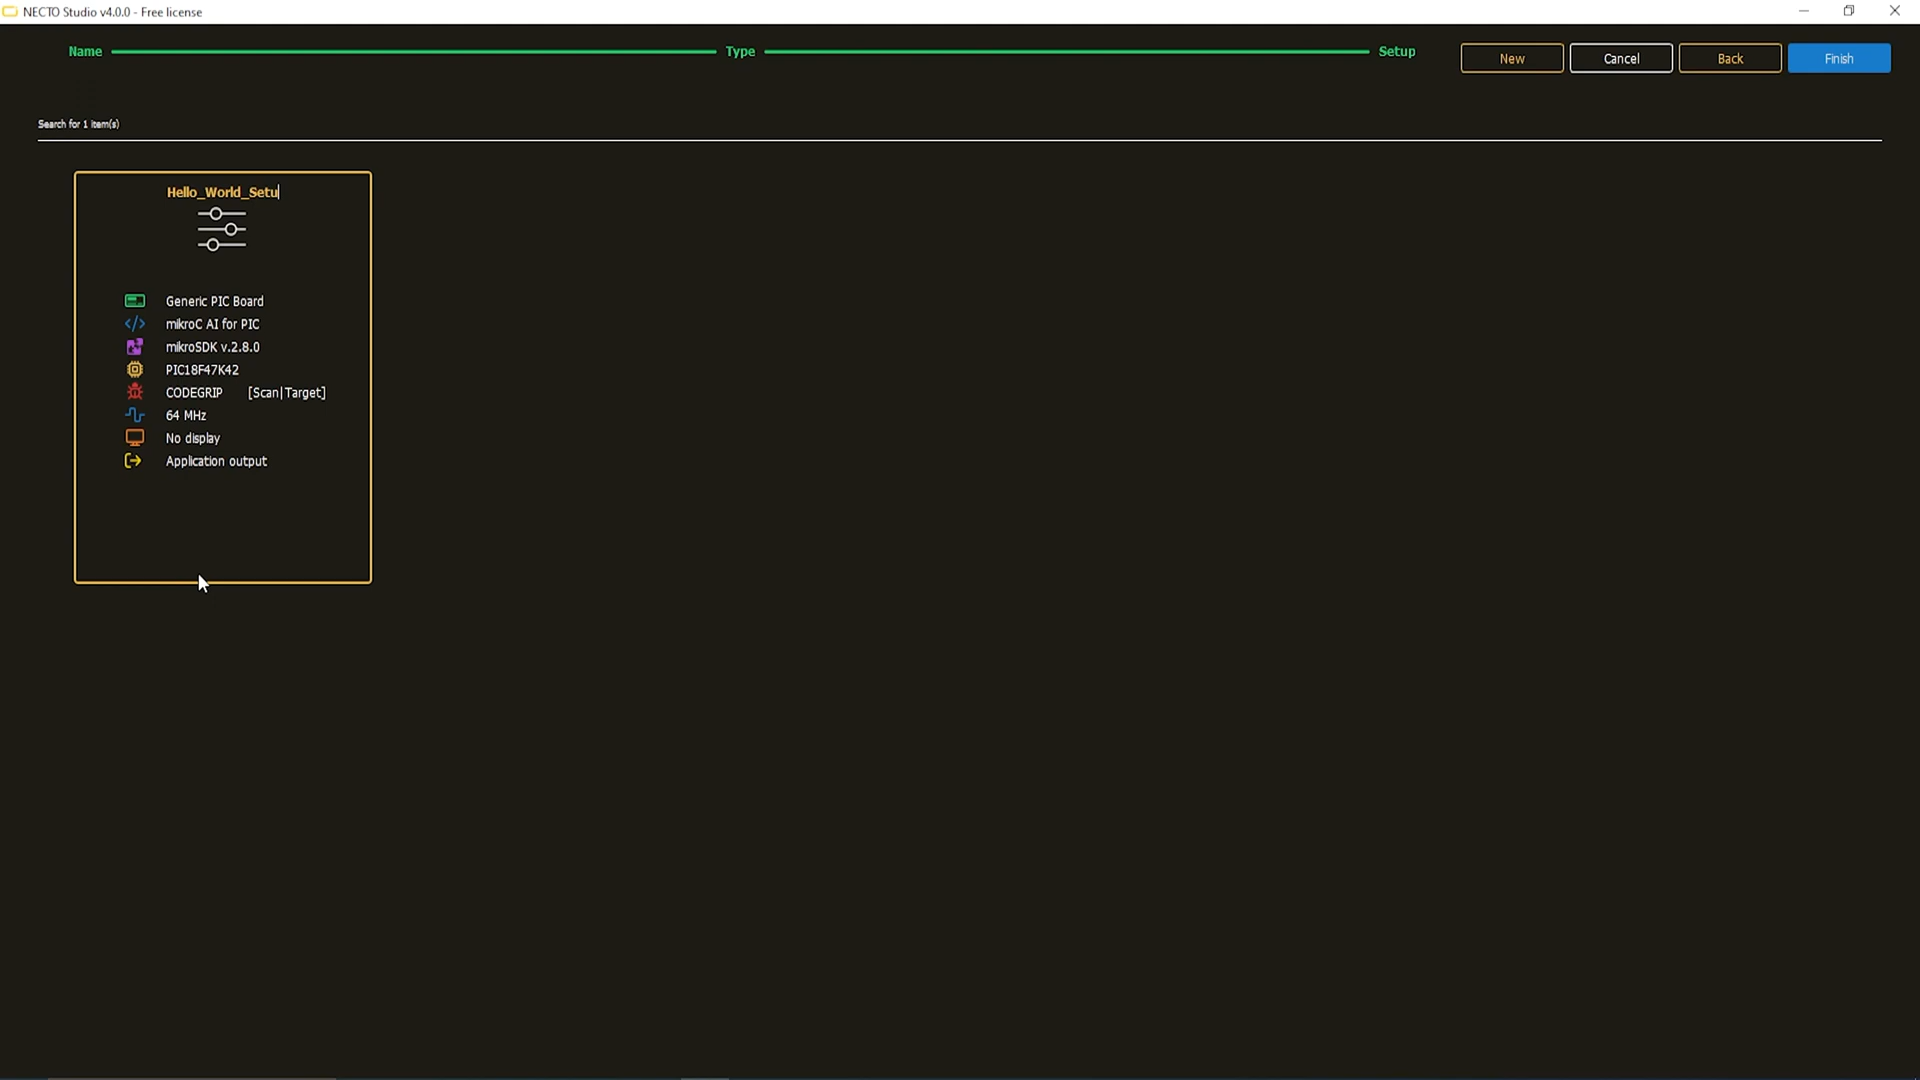 NECTO Studio v4.0.0 - Free license
Name Type Setup New Cancel Back Finish
Search for 1 item(s)
Hello_World_Setu
Generic PIC Board
mikroC AI for PIC
mikroSDK v.2.8.0
PIC18F47K42
CODEGRIP [Scan|Target]
64 MHz
No display
Application output